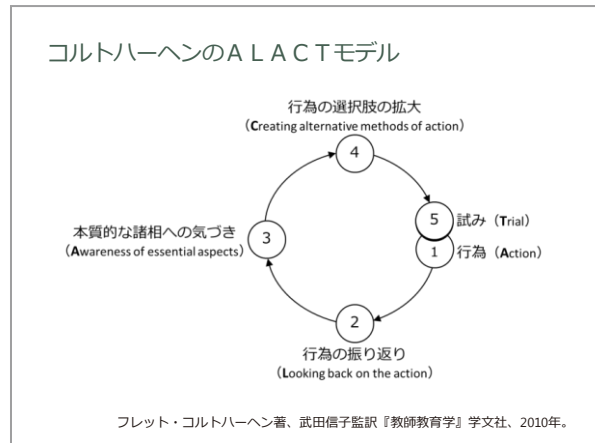 コルトハーヘンのＡＬＡＣＴモデル
行為の選択肢の拡大
（Creating alternative methods of action）
4
5 試み（Trial）
1 行為（Action）
本質的な諸相への気づき
（Awareness of essential aspects）
3
2
行為の振り返り
（Looking back on the action）
フレット・コルトハーヘン著、武田信子監訳『教師教育学』学文社、2010年。